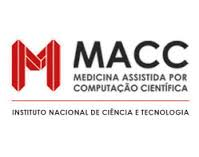 MACC
MEDICINA ASSISTIDA POR
COMPUTAÇÃO CIENTÍFICA
INSTITUTO NACIONAL DE CIÊNCIA E TECNOLOGIA